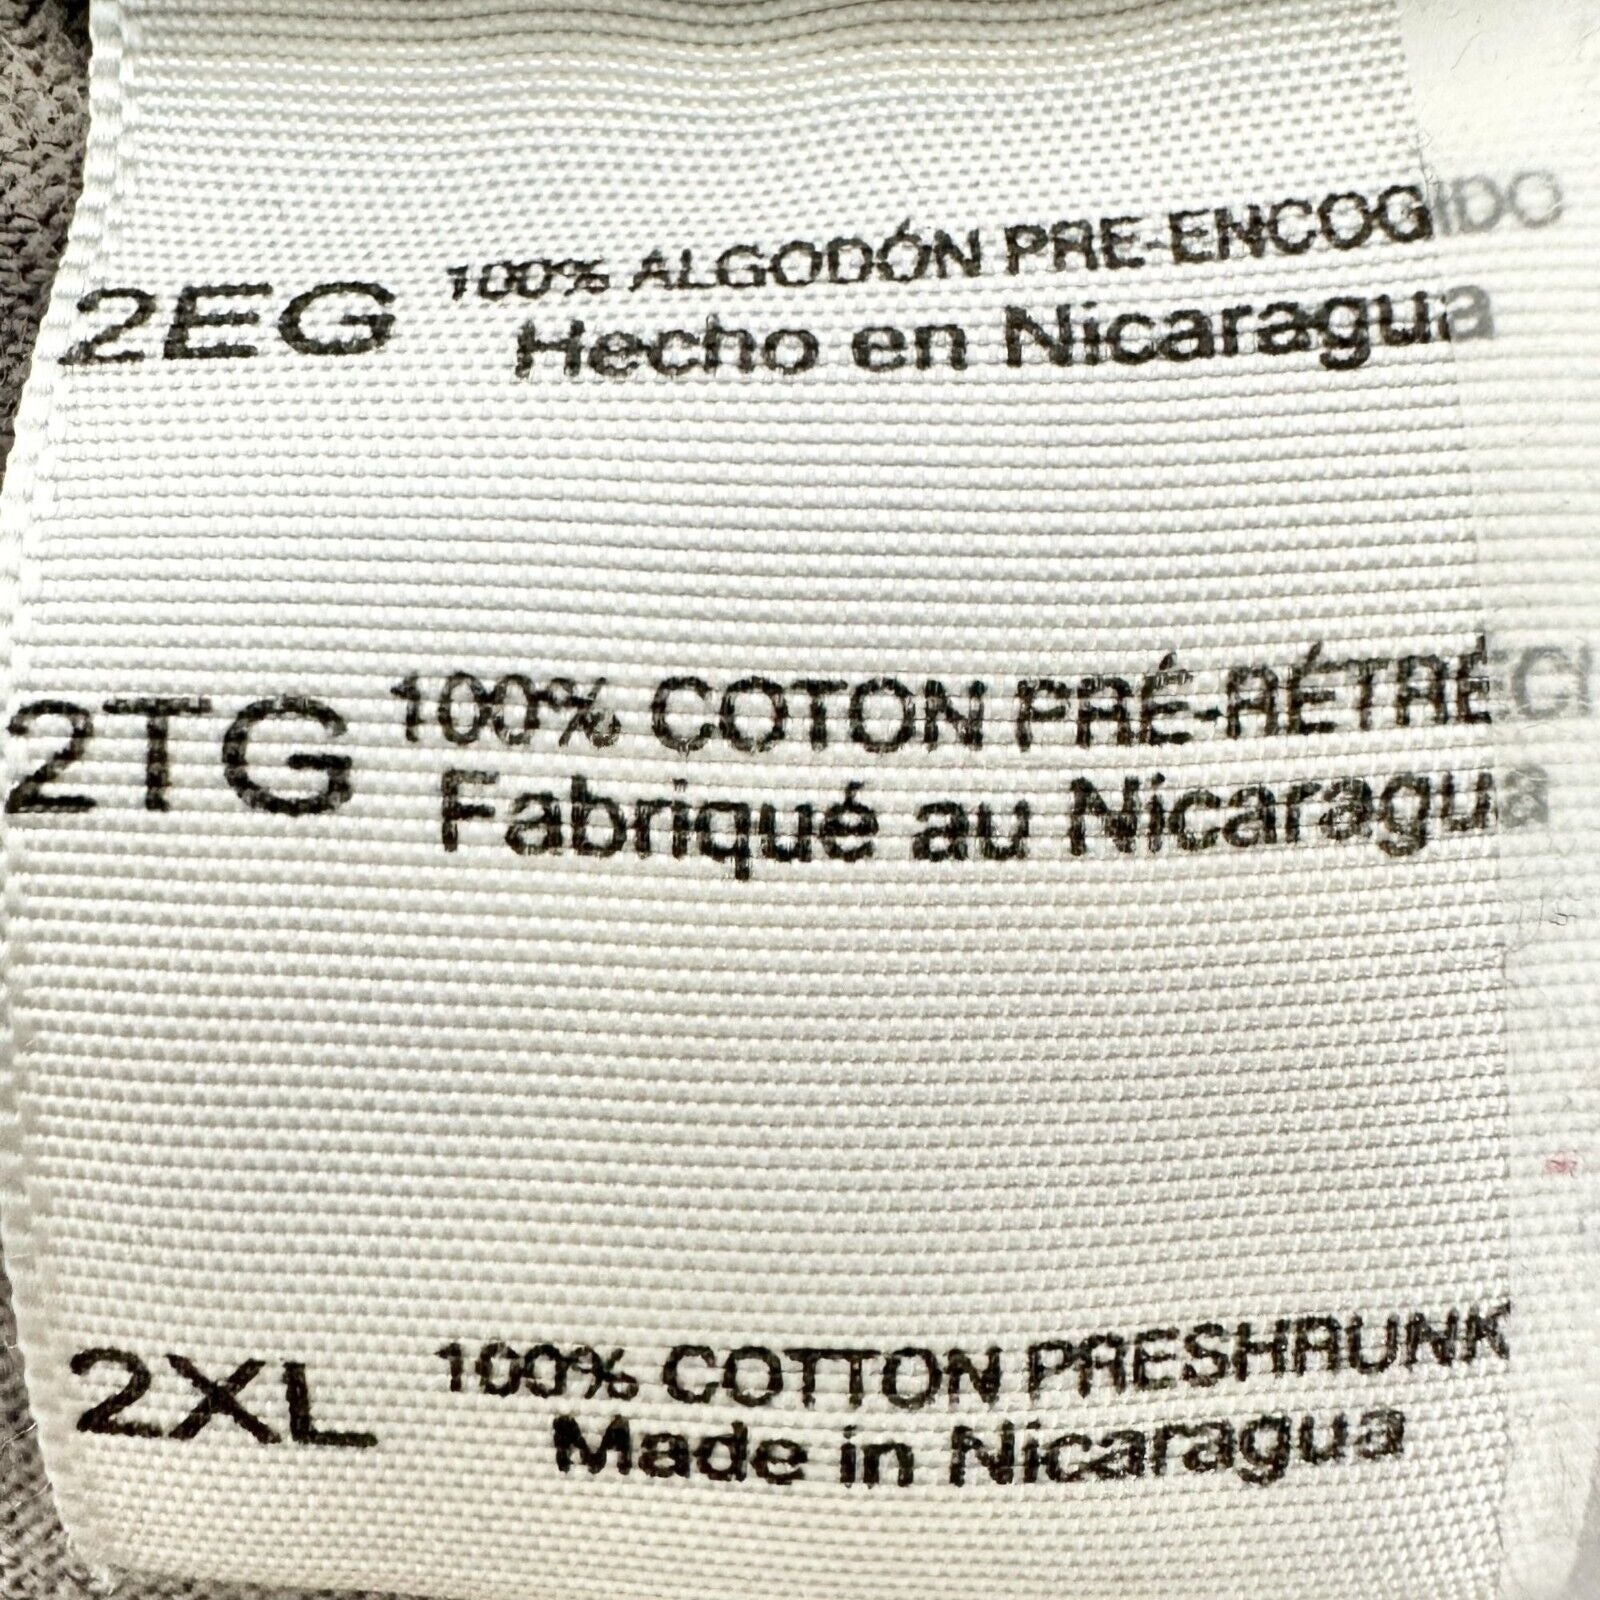 2EG 100% ALGODÓN PRE-ENCOGIDO
Hecho en Nicaragua
2TG 100% COTON PRÉ-RÉTRÉCI
Fabriqué au Nicaragua
2XL 100% COTTON PRESHRUNK
Made in Nicaragua